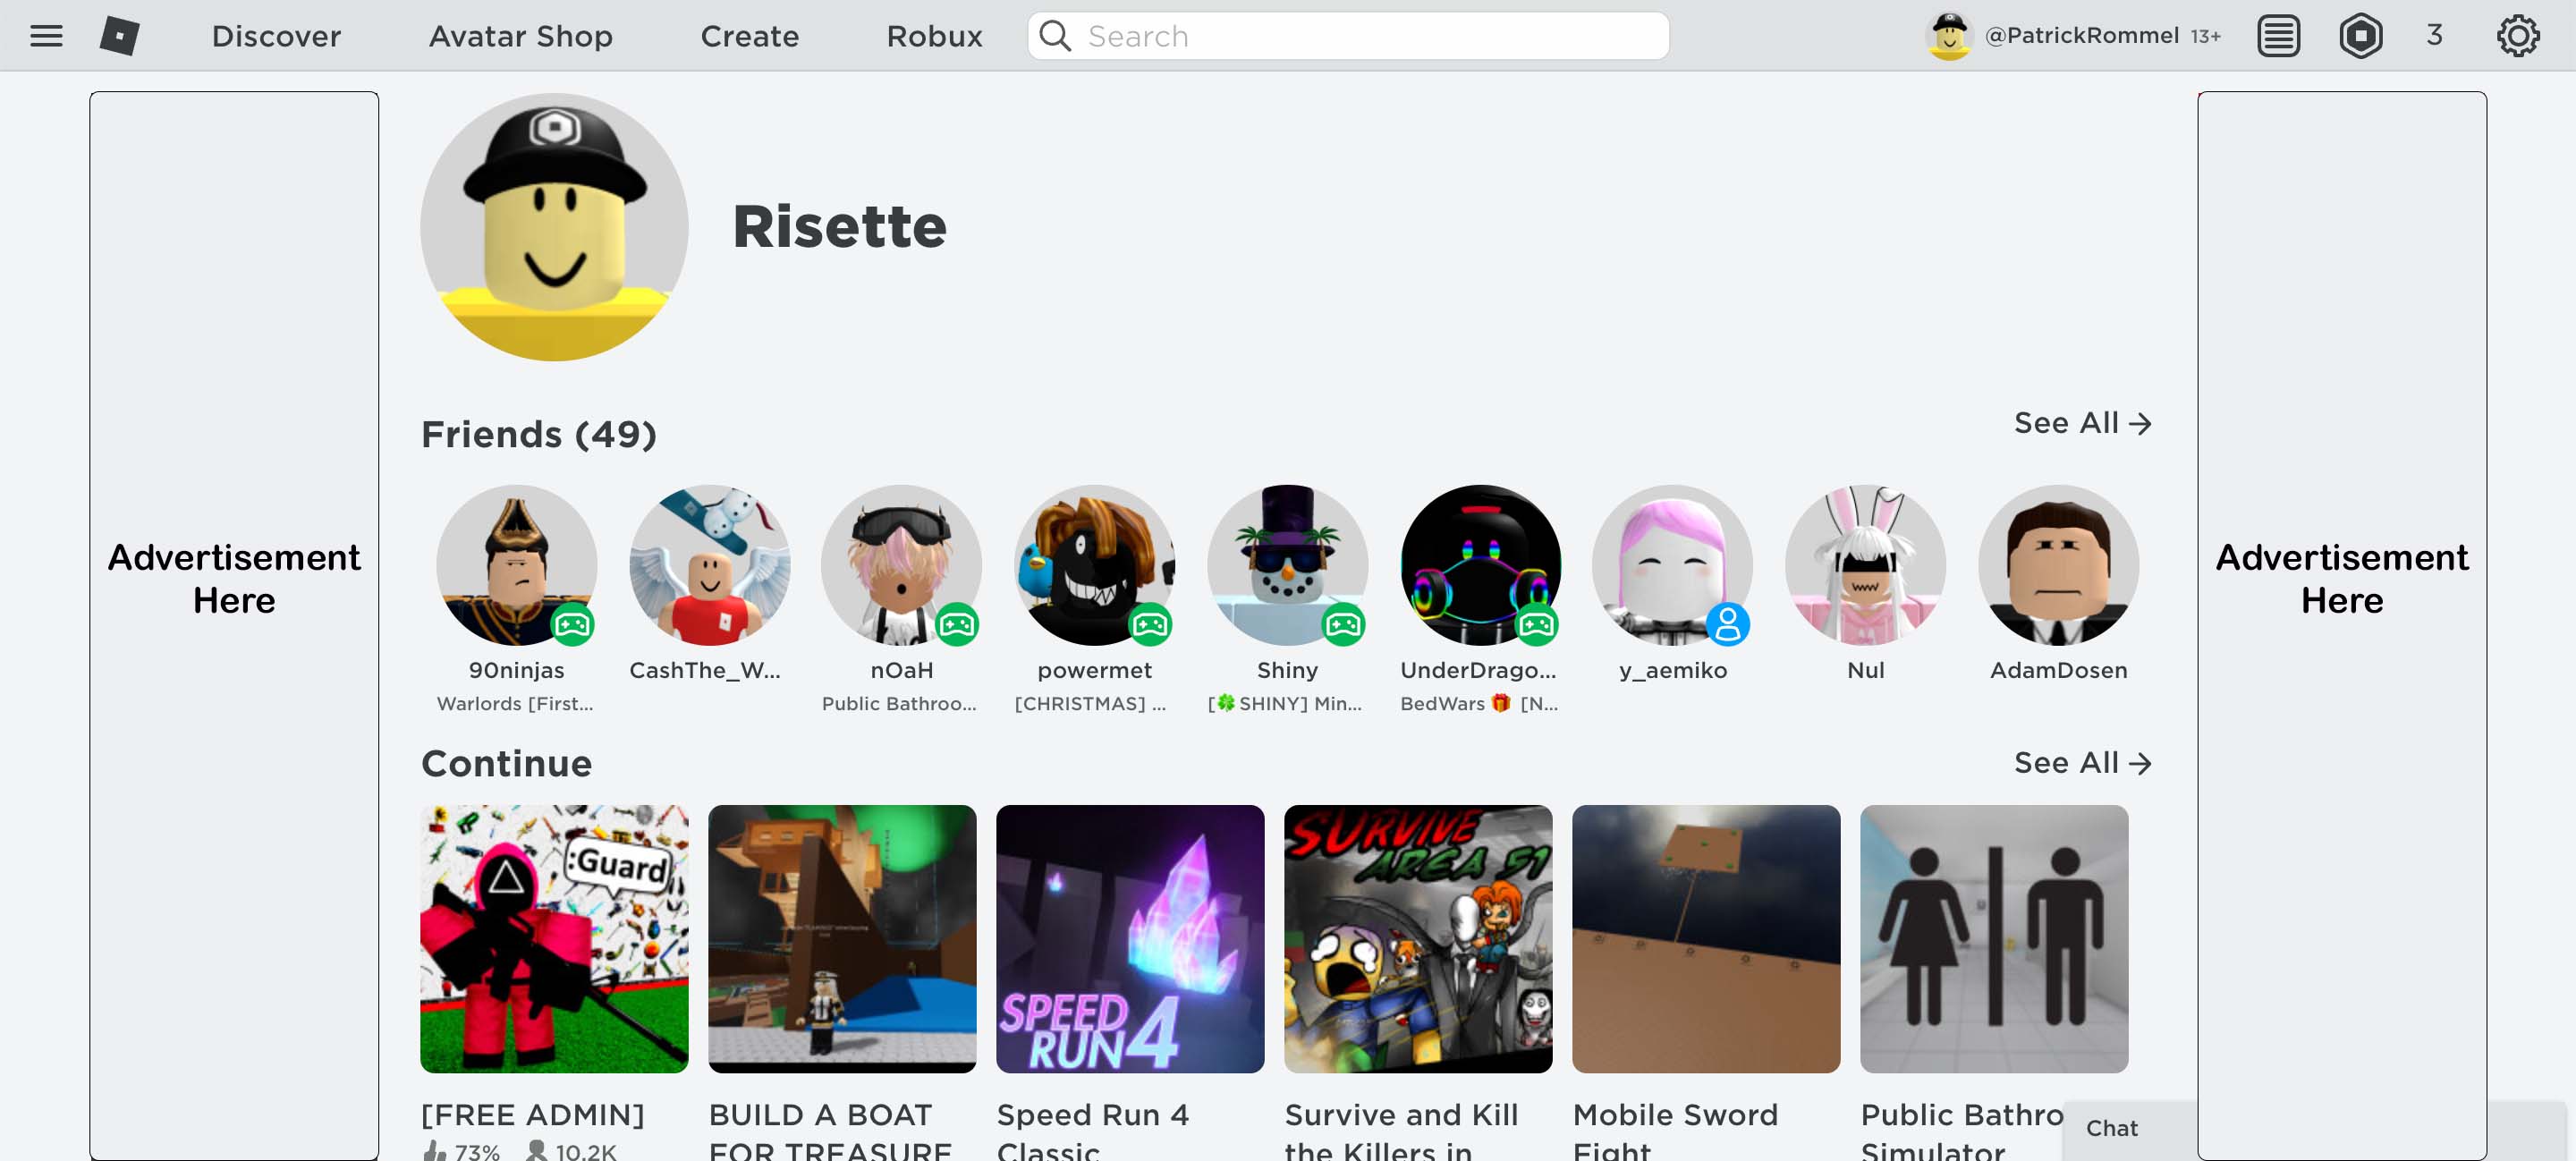 Discover
Avatar Shop
Create
Robux
Search
@PatrickRommel 13+
3
Advertisement
Here
Risette
Friends (49)
See All
90ninjas
CashThe_W...
nOaH
powermet
Shiny
UnderDrago...
y_aemiko
Nul
AdamDosen
Warlords [First...
Public Bathroo...
[CHRISTMAS] ...
[🍀SHINY] Min...
BedWars 🎁 [N...
Continue
See All
:Guard
SPEED
RUN 4
SURVIVE
AREA 51
[FREE ADMIN]
73% 10.2K
BUILD A BOAT
FOR TREASURE
Speed Run 4
Classic
Survive and Kill
the Killers in
Mobile Sword
Fight
Public Bathro
Simulator
Chat
Advertisement
Here